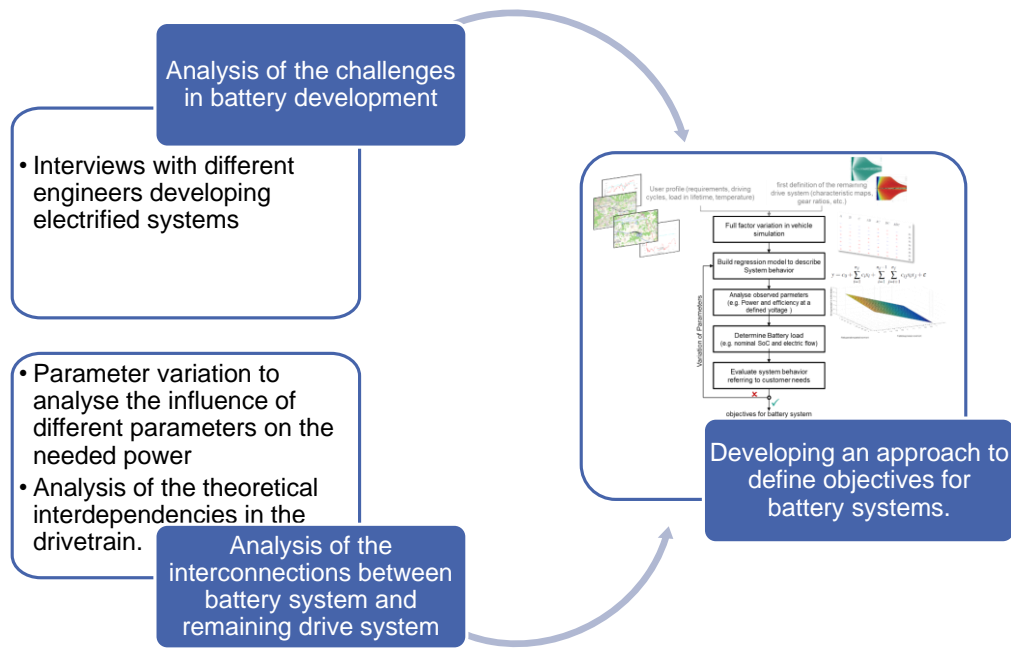 Analysis of the challenges
in battery development
• Interviews with different
engineers developing
electrified systems
• Parameter variation to
analyse the influence of
different parameters on the
needed power
• Analysis of the theoretical
interdependencies in the
drivetrain.
Analysis of the
interconnections between
battery system and
remaining drive system
User profile (requirements, driving
cycles, load in lifetime, temperature)
first definition of the remaining
drive system (characteristic maps,
gear ratios, etc.)
Full factor variation in vehicle
simulation
Build regression model to describe
System behavior
Analyse observed parmeters
(e.g. Power and efficiency at a
defined voltage )
Determine Battery load
(e.g. nominal SoC and electric flow)
Evaluate system behavior
referring to customer needs
Variation of Parameters
objectives for battery system
Developing an approach to
define objectives for
battery systems.